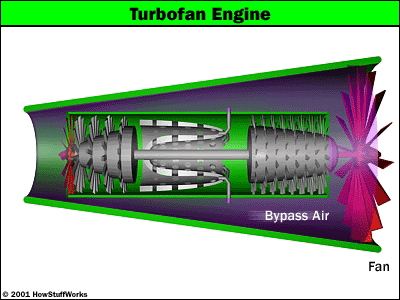 Turbofan Engine
Bypass Air
Fan
© 2001 HowStuffWorks